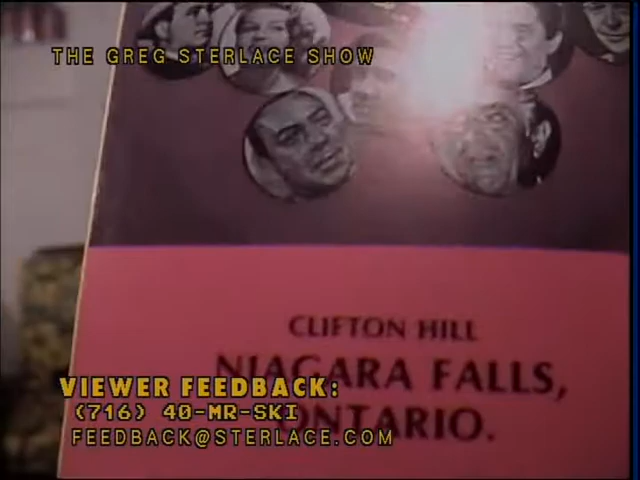 THE GREG STERLACE SHOW
CLIFTON HILL
NIAGARA FALLS,
ONTARIO.
VIEWER FEEDBACK:
(716) 40-MR-SKI
FEEDBACK@STERLACE.COM